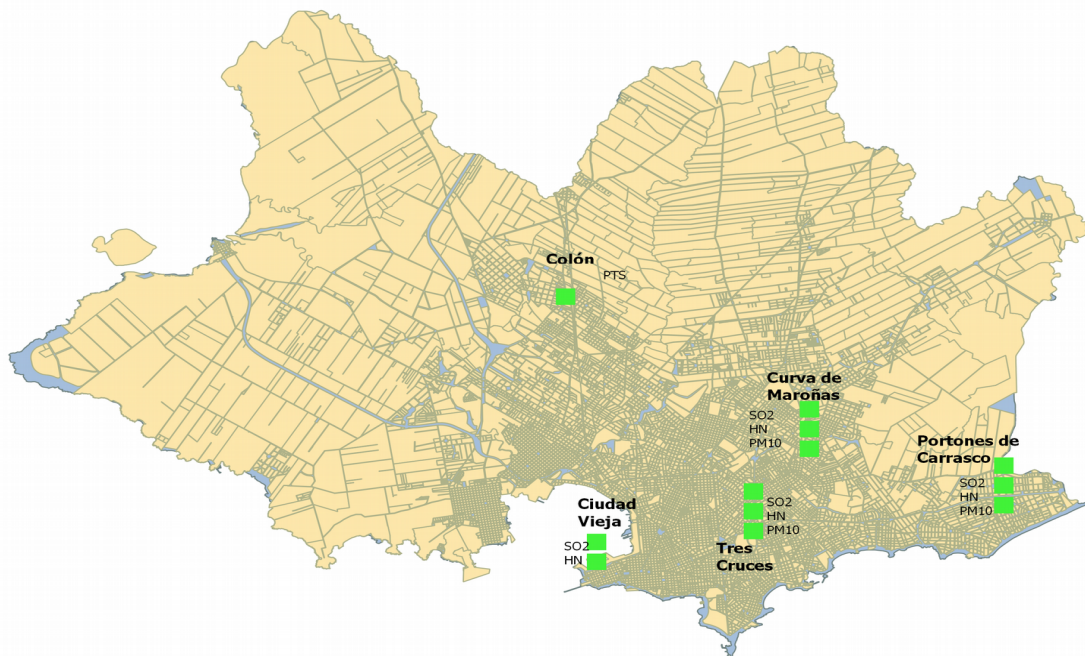 Colón
PTS
Curva de
Maroñas
SO2
HN
PM10
Portones de
Carrasco
SO2
HN
PM10
SO2
HN
PM10
Tres
Cruces
Ciudad
Vieja
SO2
HN